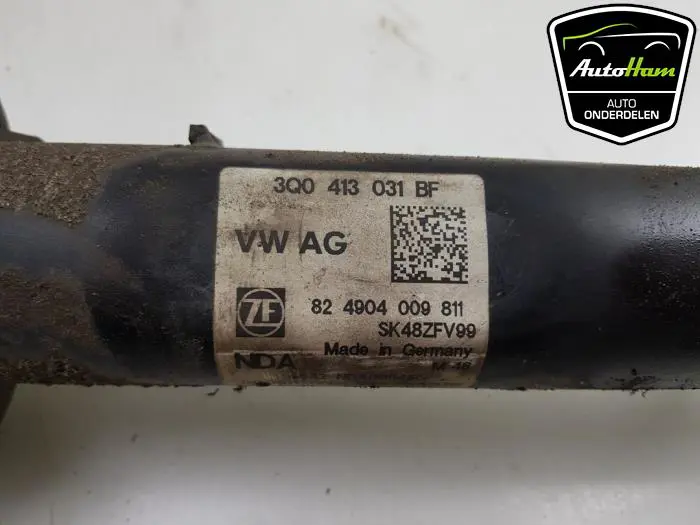 AutoHam
AUTO
ONDERDELEN
3Q0 413 031 BF
VW AG
ZF
82 4904 009 811
SK48ZFV99
NDA
Made in Germany